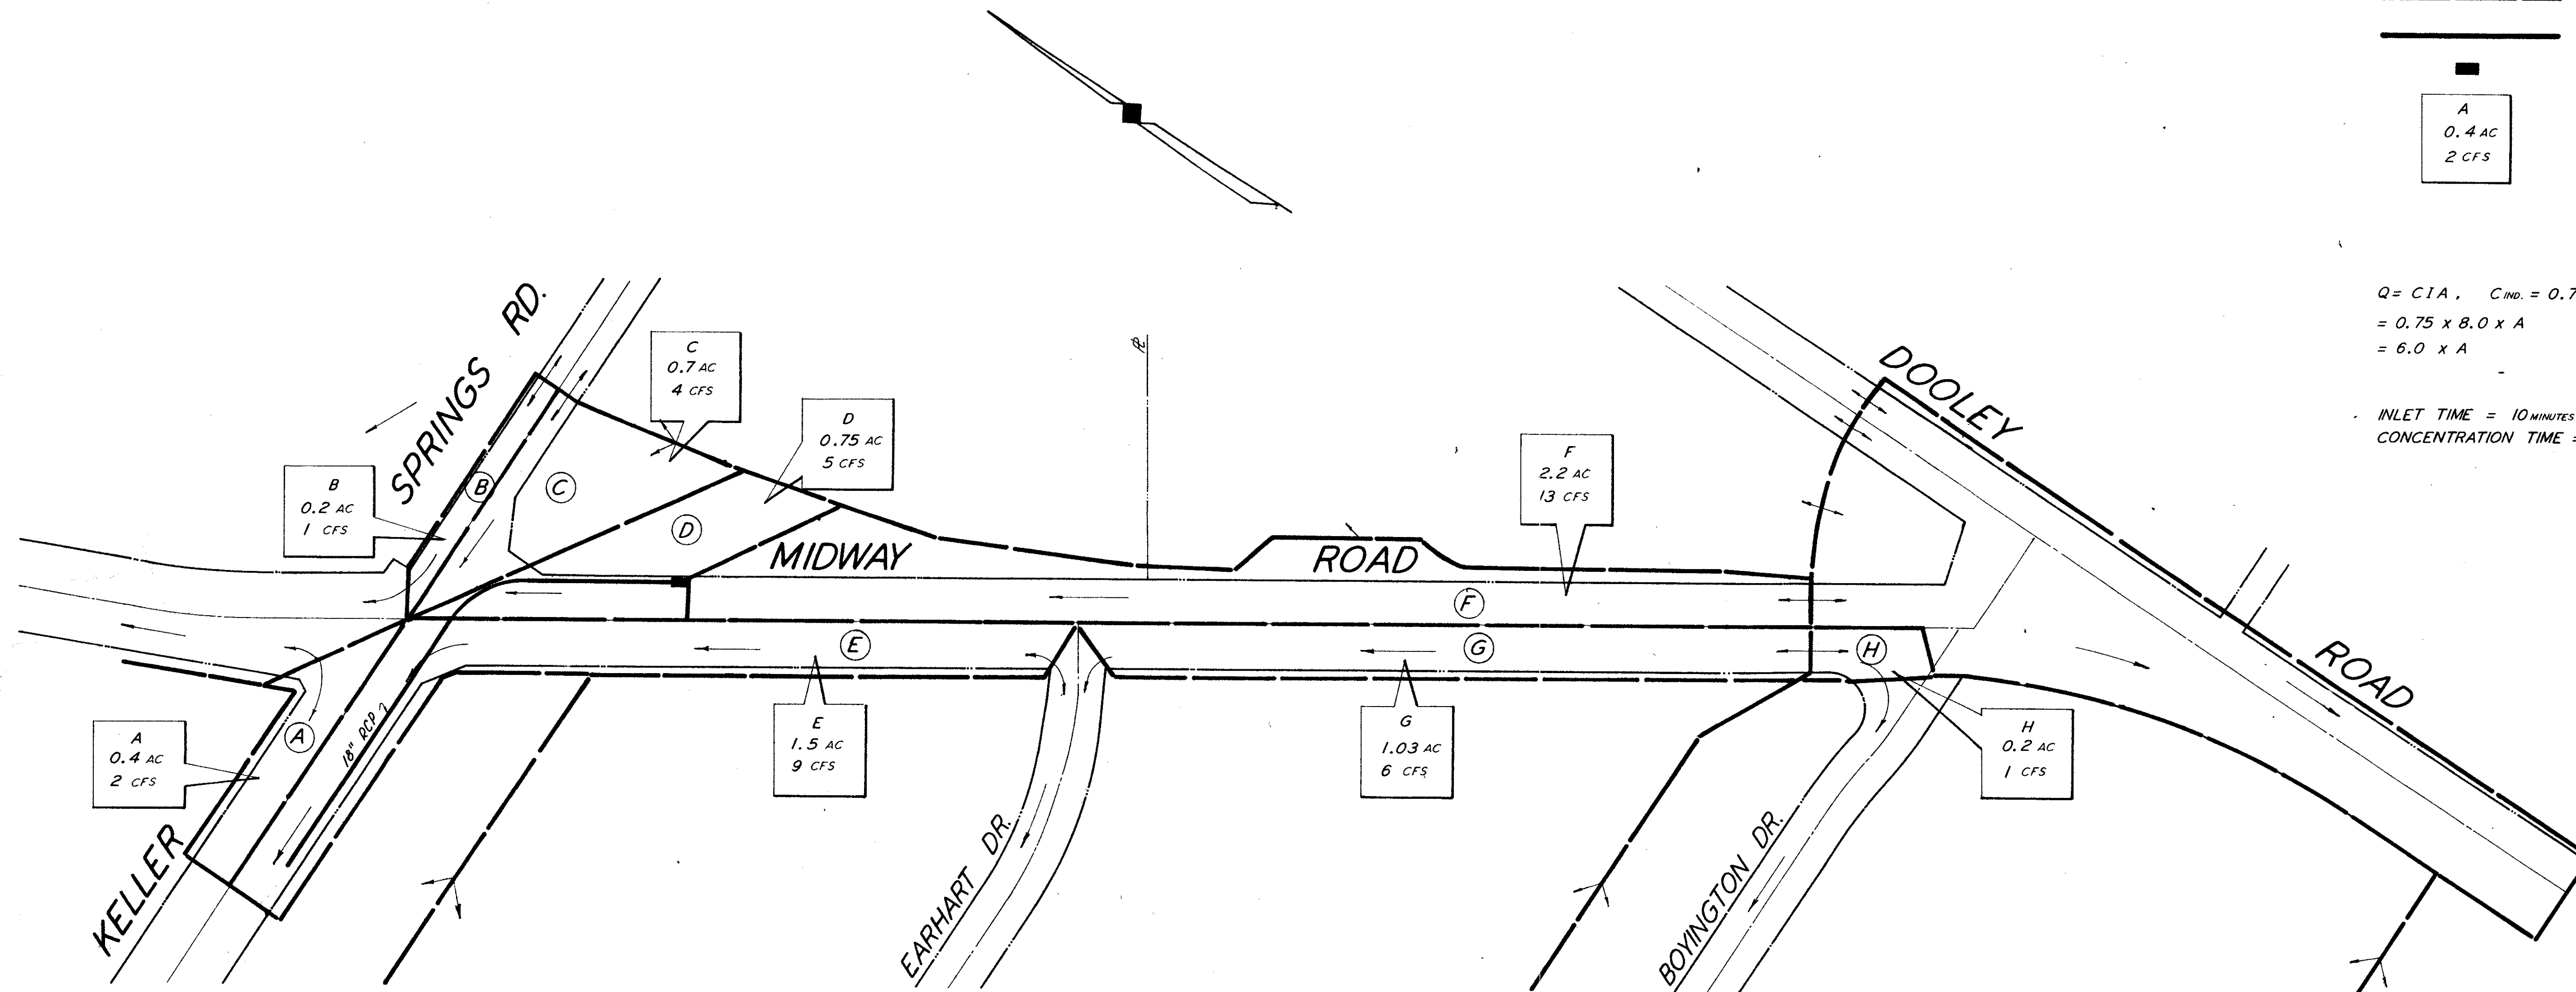 A
0.4 AC
2 CFS
Q = CIA, C IND. = 0.7
= 0.75 x 8.0 x A
= 6.0 x A
INLET TIME = 10 MINUTES
CONCENTRATION TIME =
SPRINGS RD.
C
0.7 AC
4 CFS
D
0.75 AC
5 CFS
B
0.2 AC
1 CFS
F
2.2 AC
13 CFS
DOOLEY
ROAD
B
C
D
MIDWAY ROAD
F
E
G
H
A
18" RCP
A
0.4 AC
2 CFS
E
1.5 AC
9 CFS
G
1.03 AC
6 CFS
H
0.2 AC
1 CFS
KELLER
EARHART DR.
BOYINGTON DR.